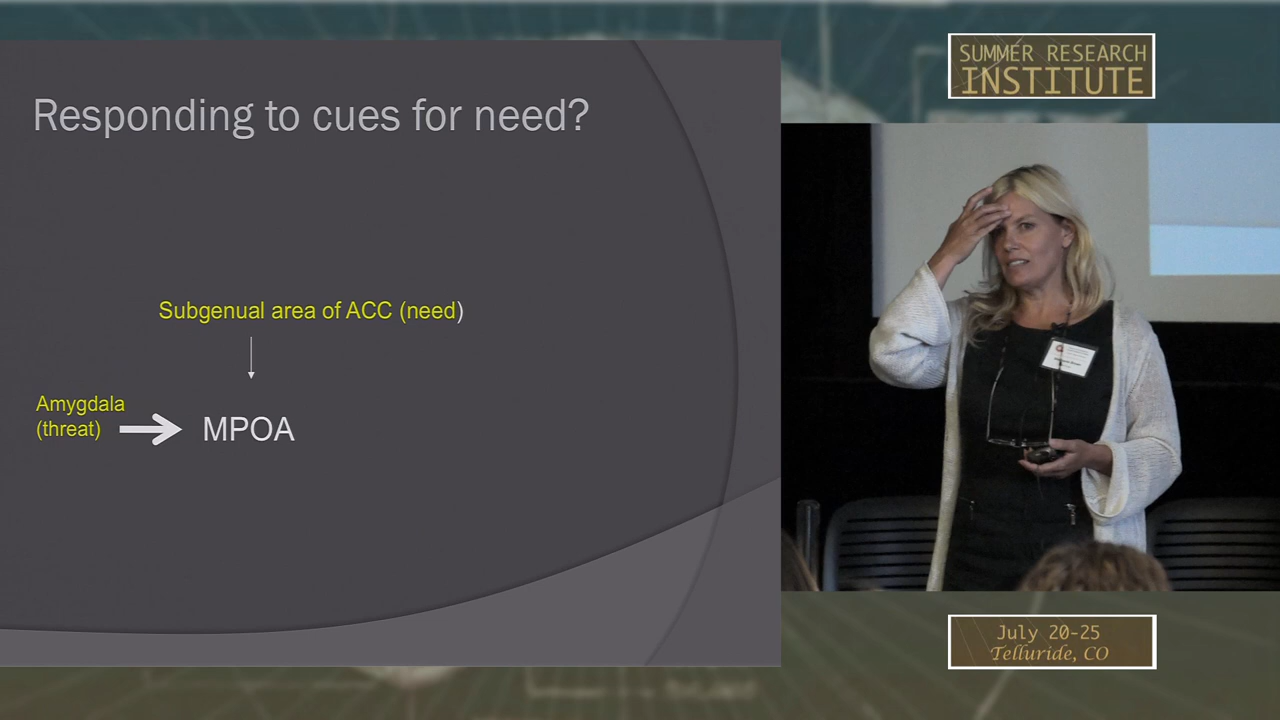 Responding to cues for need?
Subgenual area of ACC (need)
Amygdala
(threat)
MPOA
SUMMER RESEARCH
INSTITUTE
July 20-25
Telluride, CO